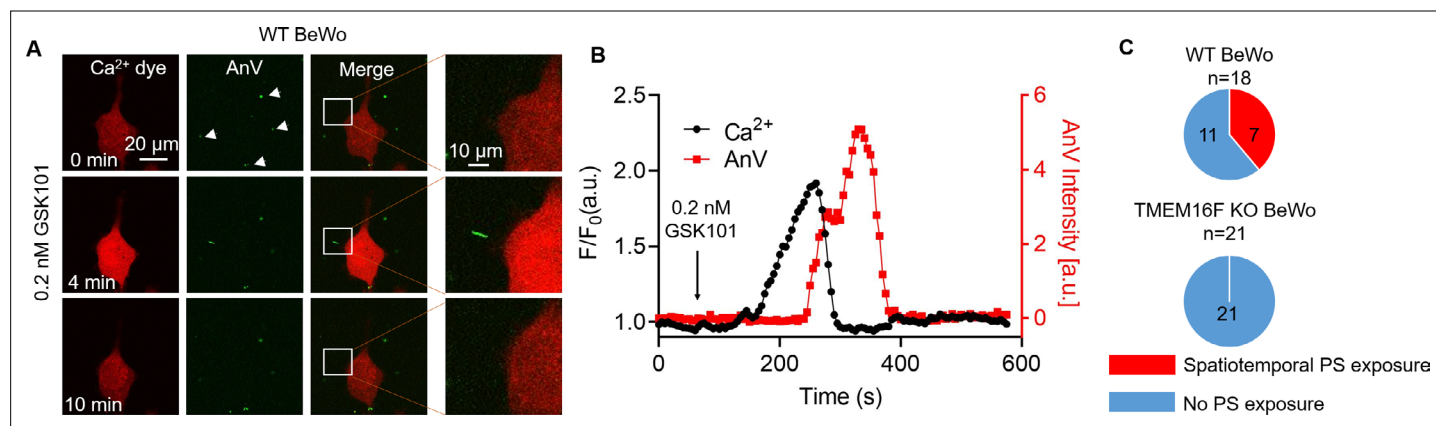 A
WT BeWo
Ca²⁺ dye
AnV
Merge
20 µm
10 µm
0 min
4 min
10 min
0.2 nM GSK101
B
F/F₀(a.u.)
2.5
2.0
1.5
1.0
Ca²⁺
AnV
0.2 nM
GSK101
6
4
2
0
AnV Intensity [a.u.]
0
200
400
600
Time (s)
C
WT BeWo
n=18
11
7
TMEM16F KO BeWo
n=21
21
Spatiotemporal PS exposure
No PS exposure